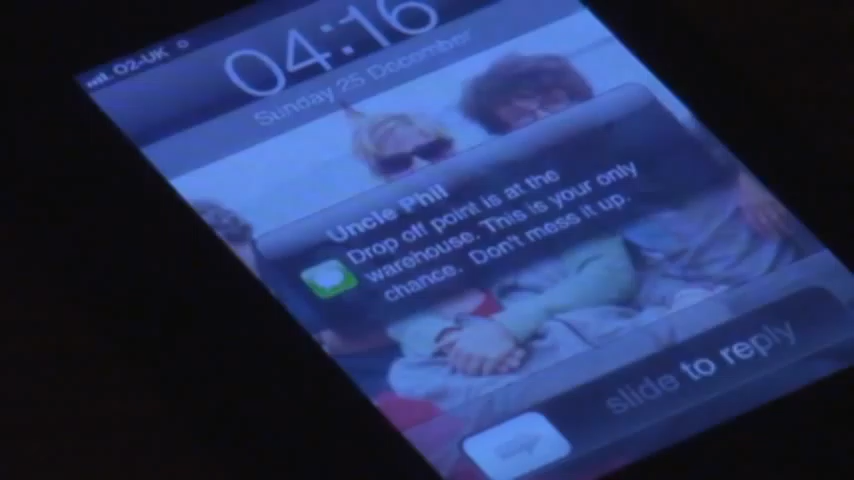 O2-UK
04:16
Sunday 25 December
Uncle Phil
Drop off point is at the
warehouse. This is your only
chance. Don't mess it up.
slide to reply